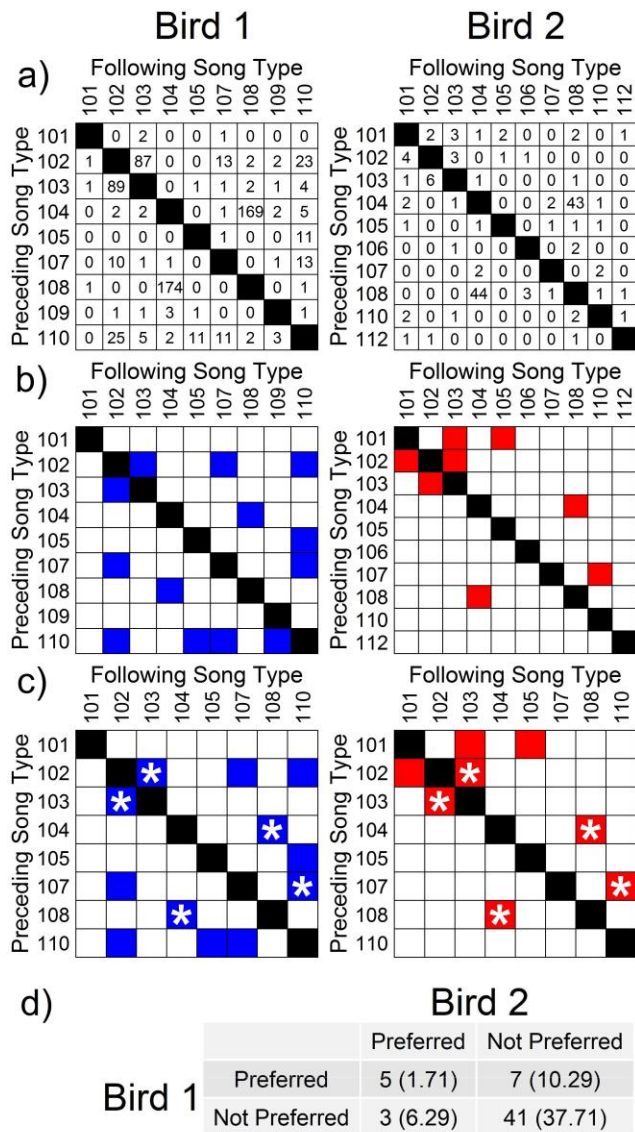 Bird 1 Bird 2
a)
Following Song Type Following Song Type
101 102 103 104 105 107 108 109 110 101 102 103 104 105 106 107 108 110 112
Preceding Song Type Preceding Song Type
101 0 2 0 0 1 0 0 0 101 2 3 1 2 0 0 2 0 1
102 1 87 0 0 13 2 2 23 102 4 3 0 1 1 0 0 0 0
103 1 89 0 1 1 2 1 4 103 1 6 1 0 0 0 1 0 0
104 0 2 2 0 1 169 2 5 104 2 0 1 0 0 2 43 1 0
105 0 0 0 0 1 0 0 11 105 1 0 0 1 0 1 1 1 0
107 0 10 1 1 0 1 0 13 106 0 0 1 0 0 0 2 0 0
108 1 0 0 174 0 0 0 1 107 0 0 0 2 0 0 0 2 0
109 0 1 1 3 0 0 0 1 108 0 0 0 44 0 3 1 1 1
110 0 25 5 2 11 11 2 3 110 2 0 1 0 0 0 0 2 1
112 1 1 0 0 0 0 0 1 0
b)
Following Song Type Following Song Type
101 102 103 104 105 107 108 109 110 101 102 103 104 105 106 107 108 110 112
Preceding Song Type Preceding Song Type
101 101
102 102
103 103
104 104
105 105
107 106
108 107
109 108
110 110
112
c)
Following Song Type Following Song Type
101 102 103 104 105 107 108 110 101 102 103 104 105 107 108 110
Preceding Song Type Preceding Song Type
101 101
102 * 102 *
103 * 103 *
104 * 104 *
105 105
107 * 107 *
108 * 108 *
110 110
d)
Bird 2
Preferred Not Preferred
Bird 1
Preferred 5 (1.71) 7 (10.29)
Not Preferred 3 (6.29) 41 (37.71)